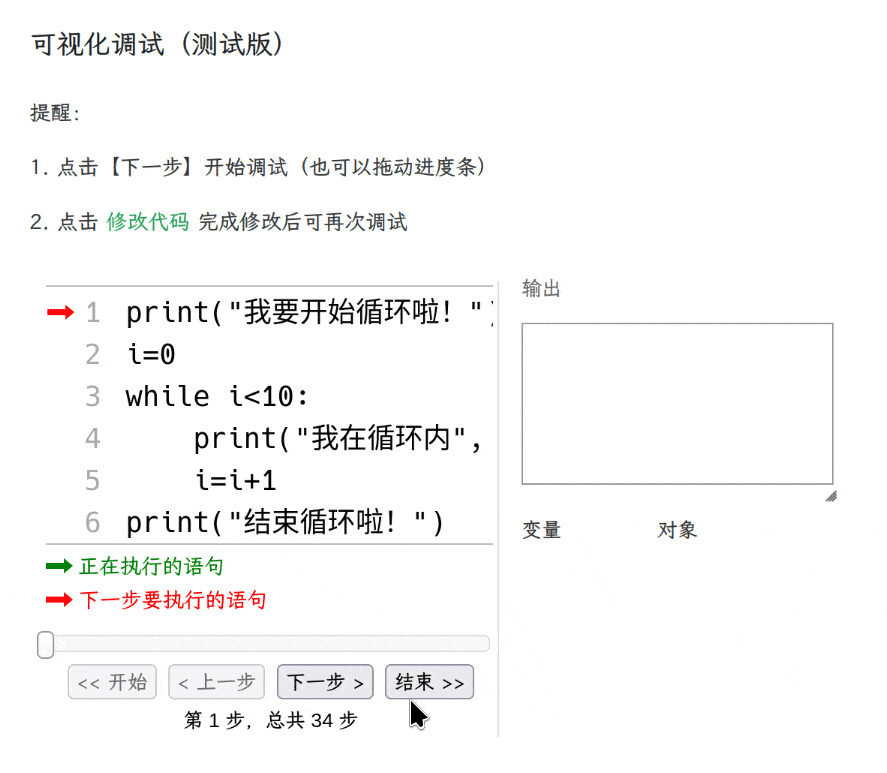 可视化调试（测试版）
提醒：
1. 点击【下一步】开始调试（也可以拖动进度条）
2. 点击 修改代码 完成修改后可再次调试
1 print("我要开始循环啦！")
2 i=0
3 while i<10:
4 print("我在循环内",
5 i=i+1
6 print("结束循环啦！")
正在执行的语句
下一步要执行的语句
<< 开始 < 上一步 下一步 > 结束 >>
第 1 步，总共 34 步
输出
变量 对象